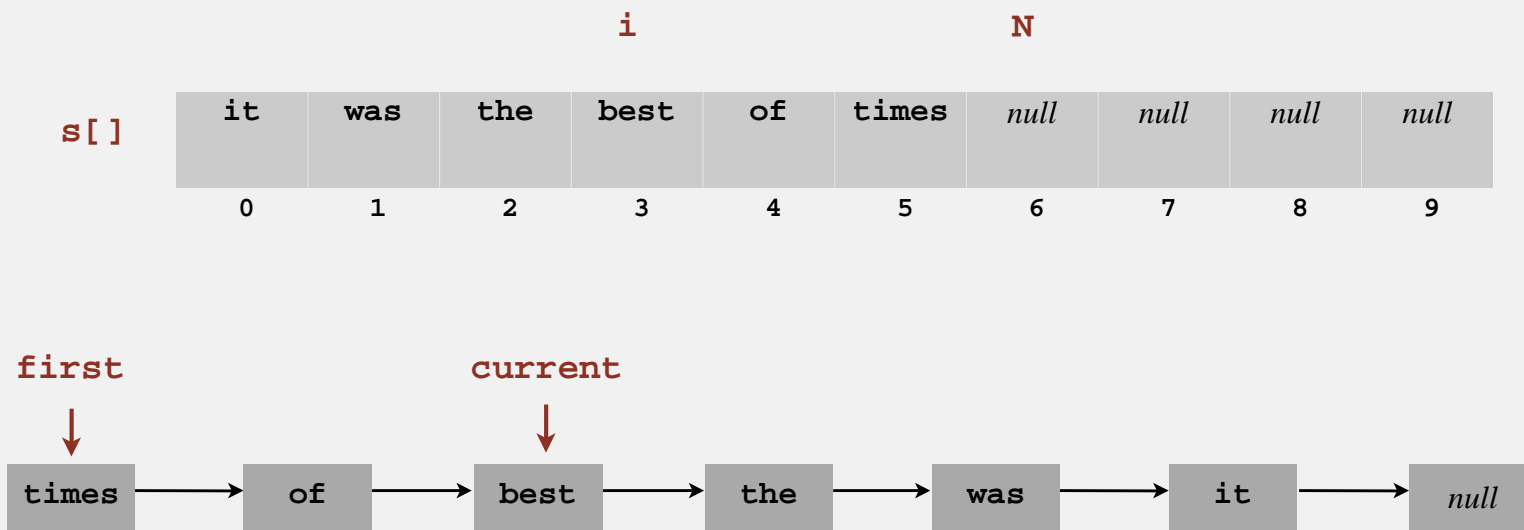 i N
s[] it was the best of times null null null null
0 1 2 3 4 5 6 7 8 9
first current
times of best the was it null